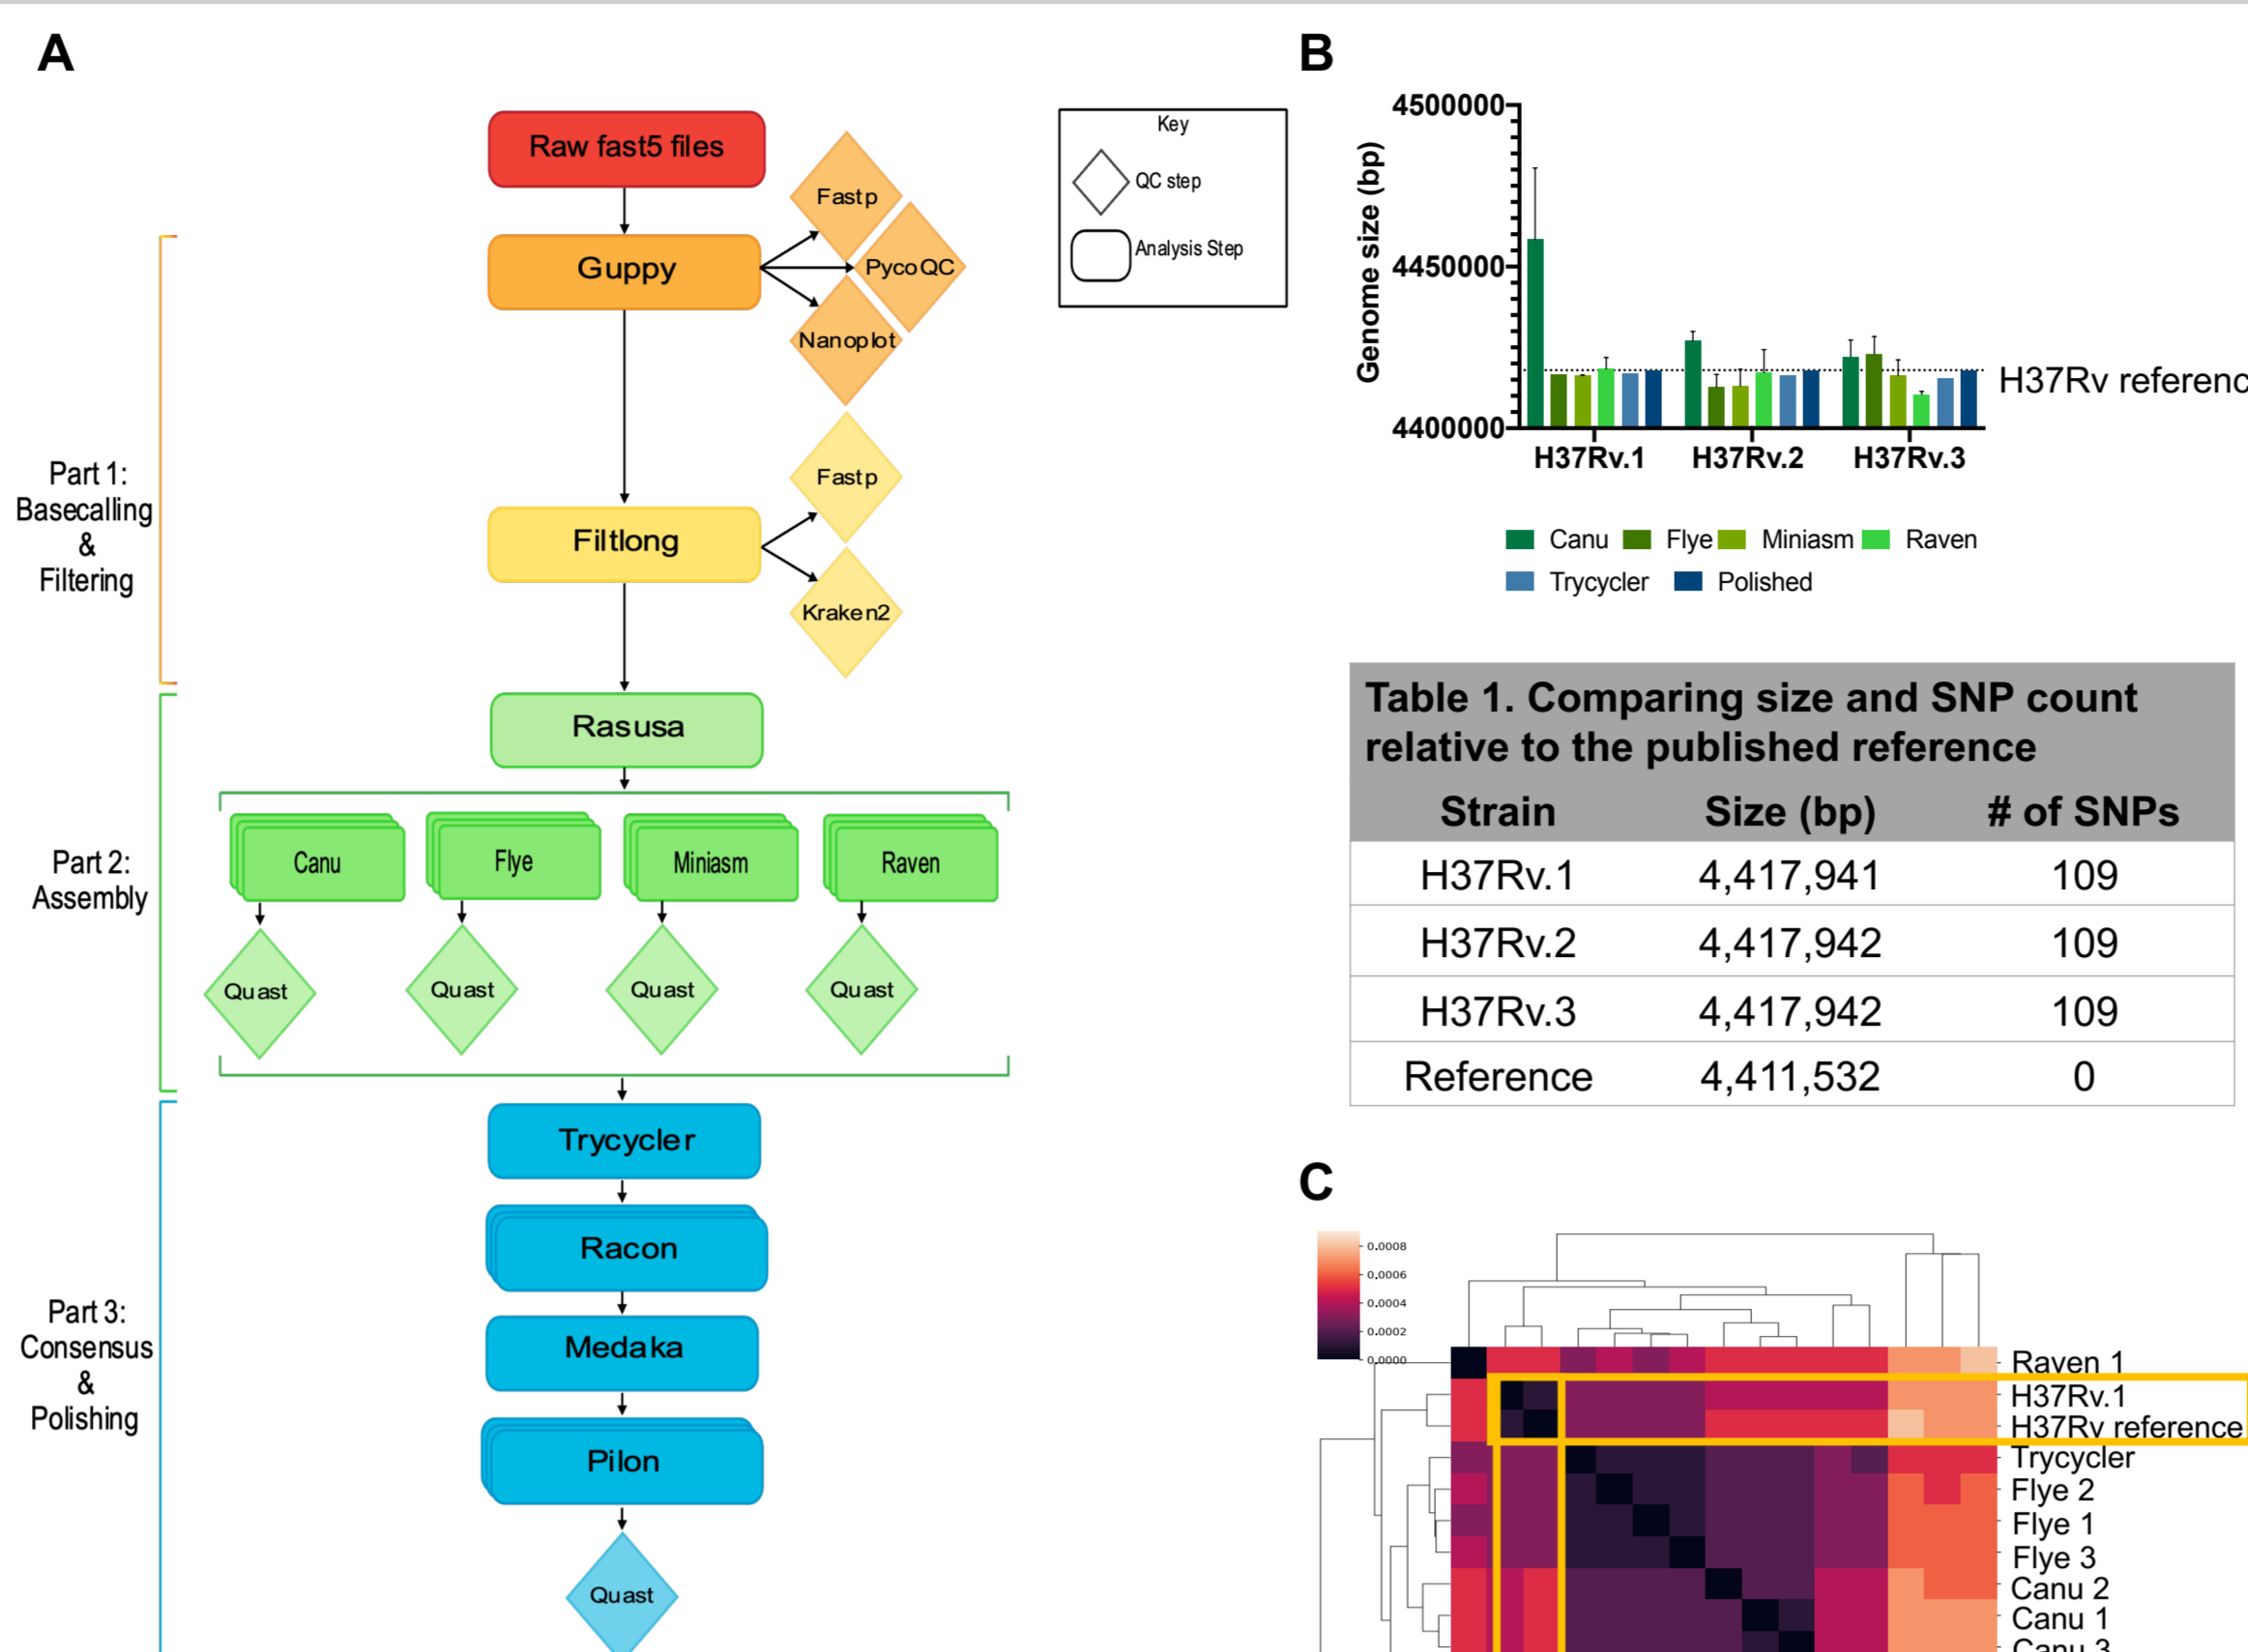 A
Raw fast5 files
Fastp
Guppy
PycoQC
Nanoplot
Key
QC step
Analysis Step
Part 1:
Basecalling
&
Filtering
Fastp
Filtlong
Kraken2
Part 2:
Assembly
Rasusa
Canu
Flye
Miniasm
Raven
Quast
Quast
Quast
Quast
Part 3:
Consensus
&
Polishing
Trycycler
Racon
Medaka
Pilon
Quast
B
Genome size (bp)
4500000
4450000
4400000
H37Rv referenc
H37Rv.1 H37Rv.2 H37Rv.3
Canu Flye Miniasm Raven
Trycycler Polished
Table 1. Comparing size and SNP count
relative to the published reference
Strain Size (bp) # of SNPs
H37Rv.1 4,417,941 109
H37Rv.2 4,417,942 109
H37Rv.3 4,417,942 109
Reference 4,411,532 0
C
0.0008
0.0006
0.0004
0.0002
0.0000
Raven 1
H37Rv.1
H37Rv reference
Trycycler
Flye 2
Flye 1
Flye 3
Canu 2
Canu 1
Canu 3